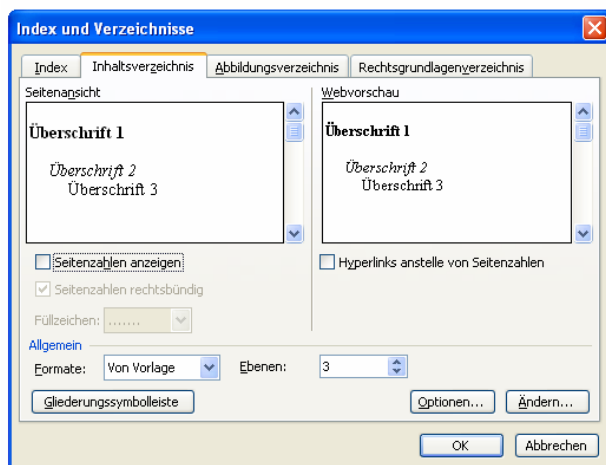 Index und Verzeichnisse
Index
Inhaltsverzeichnis
Abbildungsverzeichnis
Rechtsgrundlagenverzeichnis
Seitenansicht
Webvorschau
Überschrift 1
Überschrift 2
Überschrift 3
Überschrift 1
Überschrift 2
Überschrift 3
Seitenzahlen anzeigen
Hyperlinks anstelle von Seitenzahlen
Seitenzahlen rechtsbündig
Füllzeichen: .......
Allgemein
Formate: Von Vorlage Ebenen: 3
Gliederungssymbolleiste
Optionen... Ändern...
OK Abbrechen